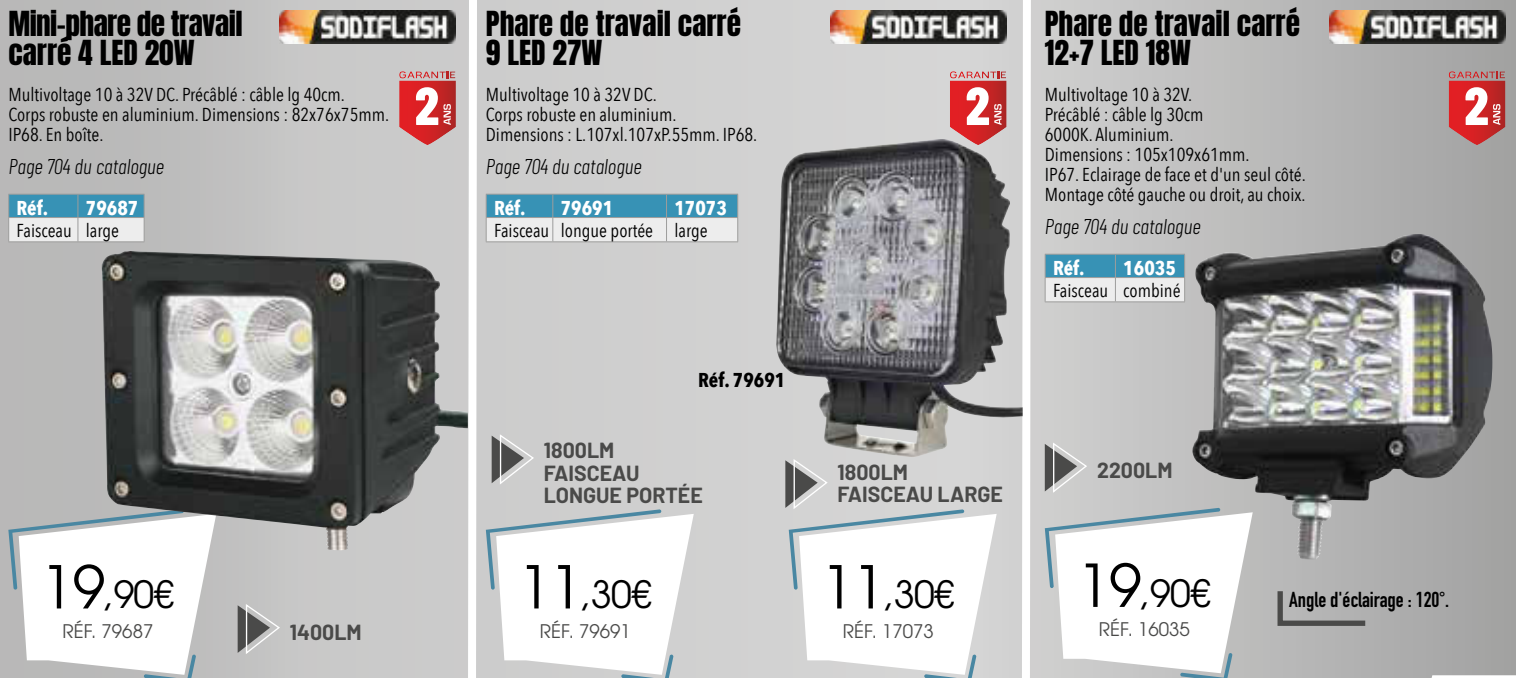 Mini-phare de travail
carré 4 LED 20W
SODIFLASH
GARANTIE
2 ANS
Multivoltage 10 à 32V DC. Précâblé : câble lg 40cm.
Corps robuste en aluminium. Dimensions : 82x76x75mm.
IP68. En boîte.
Page 704 du catalogue
Réf. 79687
Faisceau large
19,90€
RÉF. 79687
1400LM
Phare de travail carré
9 LED 27W
SODIFLASH
GARANTIE
2 ANS
Multivoltage 10 à 32V DC.
Corps robuste en aluminium.
Dimensions : L.107xl.107xP.55mm. IP68.
Page 704 du catalogue
Réf. 79691 17073
Faisceau longue portée large
Réf. 79691
1800LM
FAISCEAU
LONGUE PORTÉE
1800LM
FAISCEAU LARGE
11,30€
RÉF. 79691
11,30€
RÉF. 17073
Phare de travail carré
12+7 LED 18W
SODIFLASH
GARANTIE
2 ANS
Multivoltage 10 à 32V.
Précâblé : câble lg 30cm
6000K. Aluminium.
Dimensions : 105x109x61mm.
IP67. Eclairage de face et d'un seul côté.
Montage côté gauche ou droit, au choix.
Page 704 du catalogue
Réf. 16035
Faisceau combiné
2200LM
19,90€
RÉF. 16035
Angle d'éclairage : 120°.